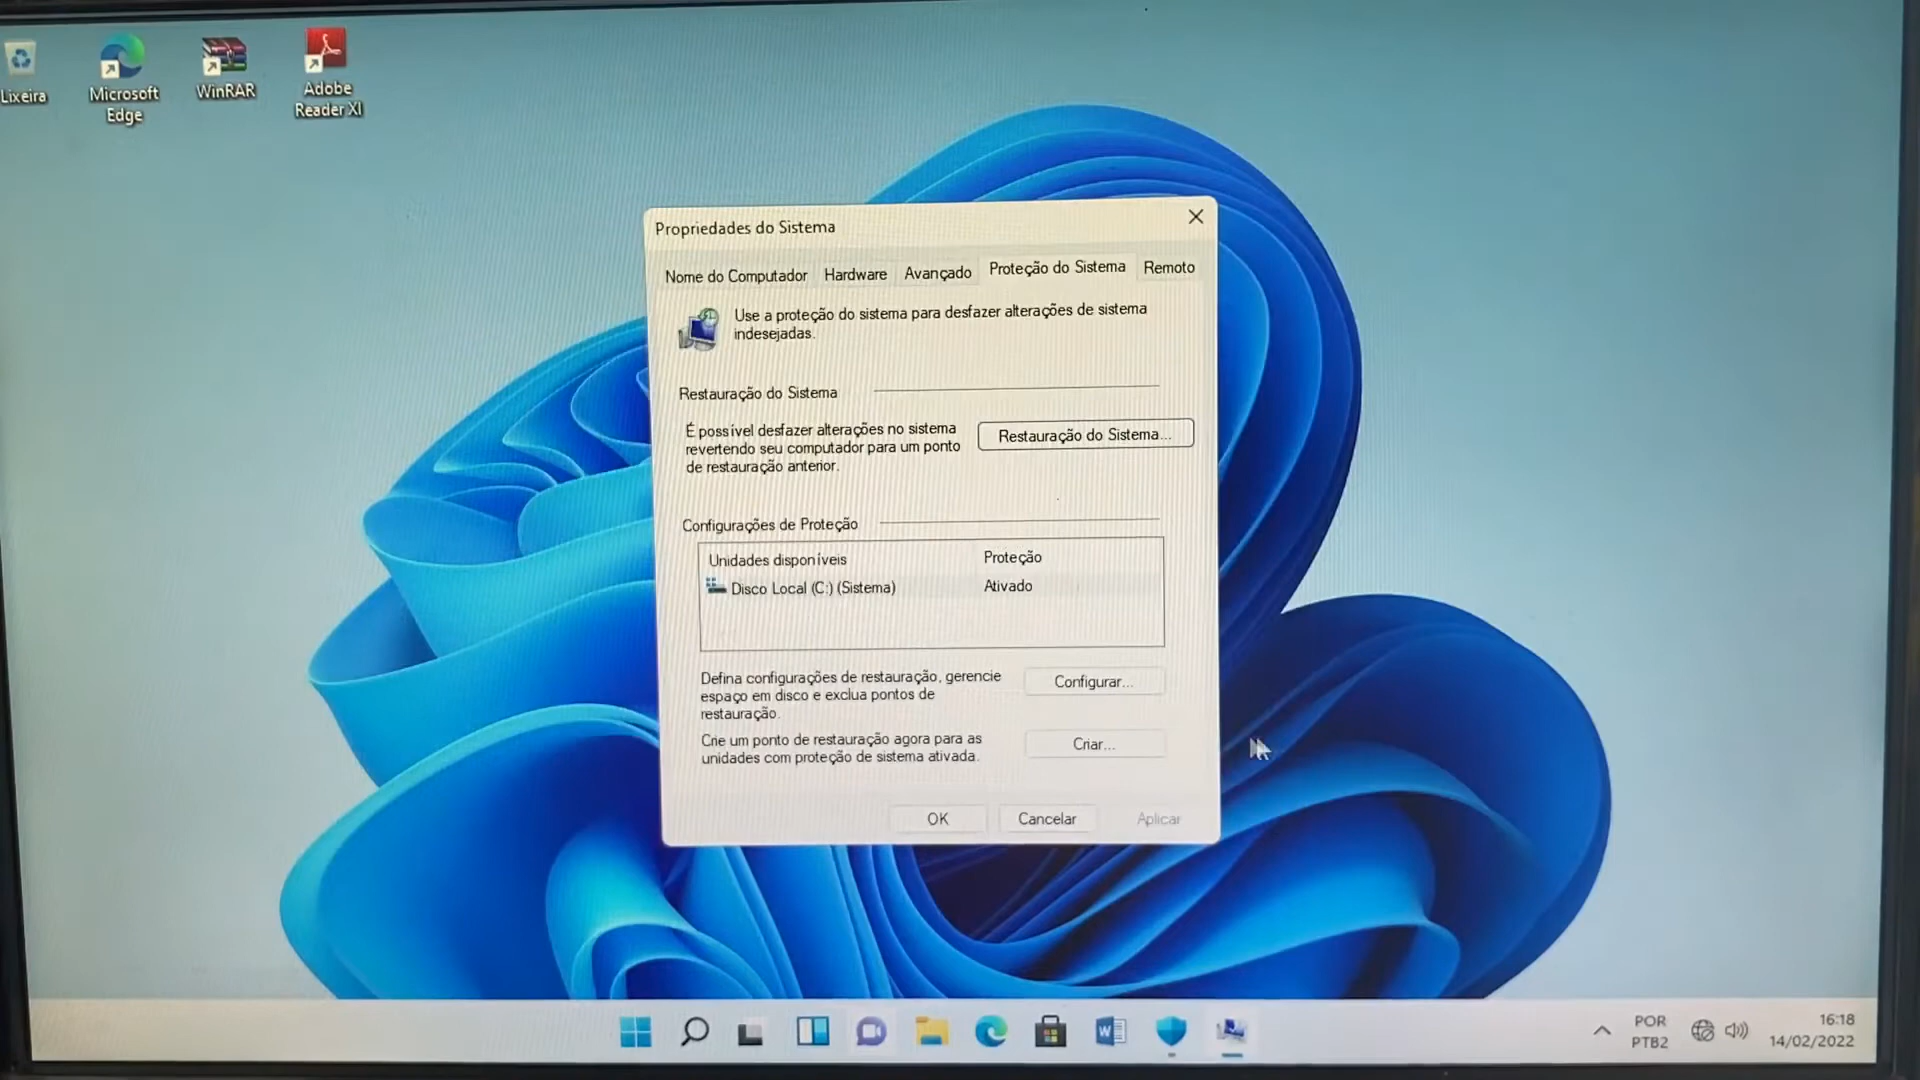 Lixeira
Microsoft
Edge
WinRAR
Adobe
Reader XI
Propriedades do Sistema
Nome do Computador Hardware Avançado Proteção do Sistema Remoto
Use a proteção do sistema para desfazer alterações de sistema
indesejadas.
Restauração do Sistema
É possível desfazer alterações no sistema
revertendo seu computador para um ponto
de restauração anterior.
Restauração do Sistema...
Configurações de Proteção
Unidades disponíveis Proteção
Disco Local (C:) (Sistema) Ativado
Defina configurações de restauração, gerencie
espaço em disco e exclua pontos de
restauração.
Configurar...
Crie um ponto de restauração agora para as
unidades com proteção de sistema ativada.
Criar...
OK Cancelar Aplicar
POR
PTB2
16:18
14/02/2022